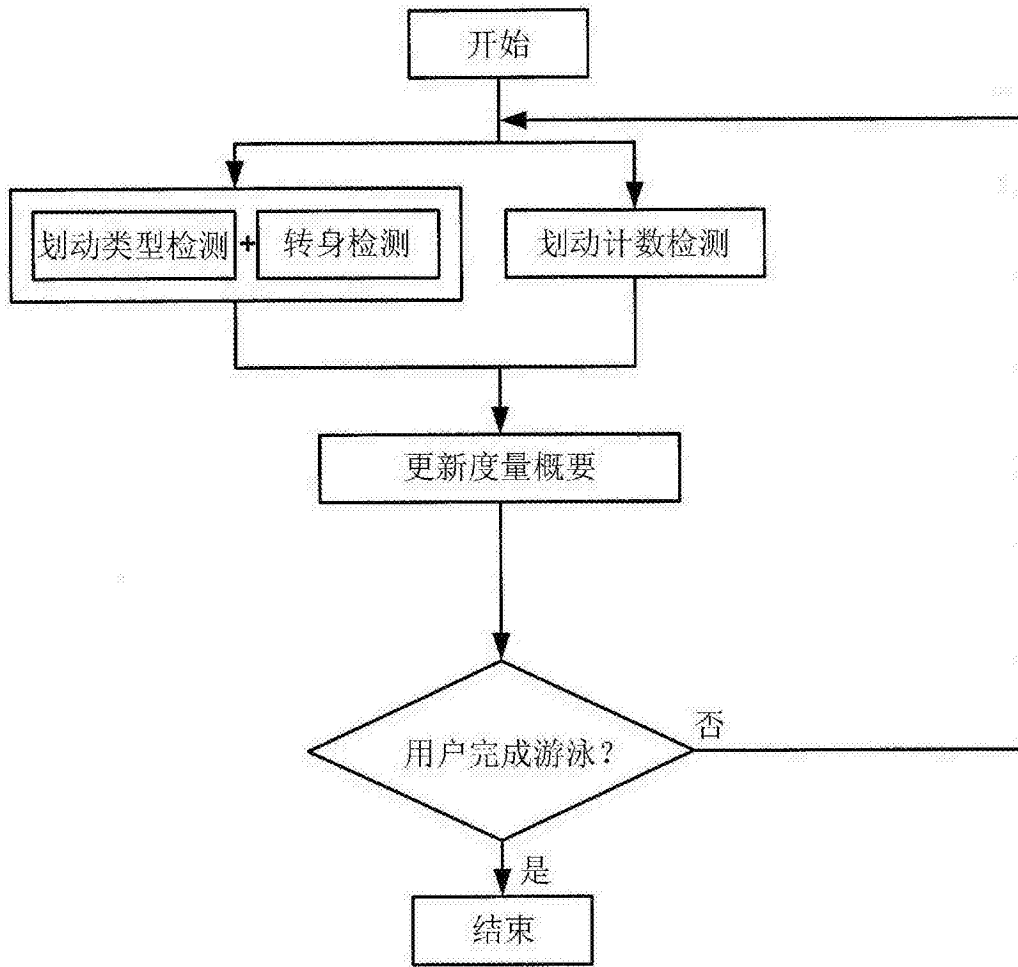 开始
划动类型检测 + 转身检测
划动计数检测
更新度量概要
用户完成游泳？
否
是
结束